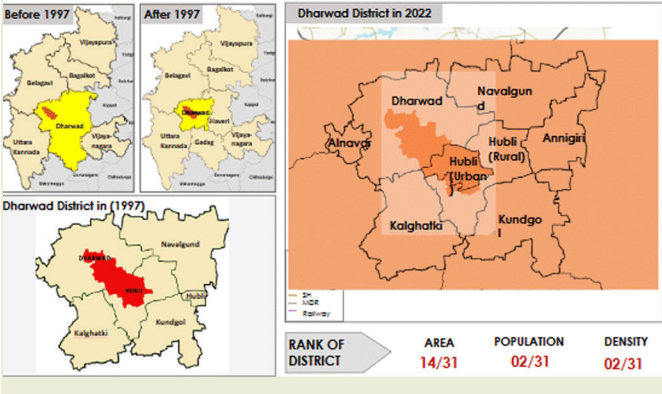 Before 1997
Vijayapura
Belagavi
Bagalkot
Dharwad
Uttara
Kannada
Vijaya-
nagara
After 1997
Vijayapura
Belagavi
Bagalkot
Dharwad
Haveri
Uttara
Kannada
Gadag
Vijaya-
nagara
Dharwad District in (1997)
DHARWAD
Navalgund
HUBLI
Hubli
Kalghatki
Kundgol
Dharwad District in 2022
Dharwad
Navalgun
d
Alnavar
Hubli
(Rural)
Annigiri
Hubli
(Urban
)
Kalghatki
Kundgo
l
SH
MDR
Railway
RANK OF
DISTRICT
AREA
14/31
POPULATION
02/31
DENSITY
02/31